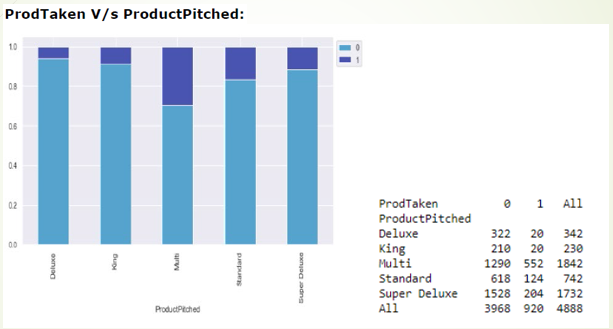 ProdTaken V/s ProductPitched:
1.0
0.8
0.6
0.4
0.2
0.0
Deluxe
King
Multi
Standard
Super Deluxe
ProductPitched
0
1
ProdTaken 0 1 All
ProductPitched
Deluxe 322 20 342
King 210 20 230
Multi 1290 552 1842
Standard 618 124 742
Super Deluxe 1528 204 1732
All 3968 920 4888